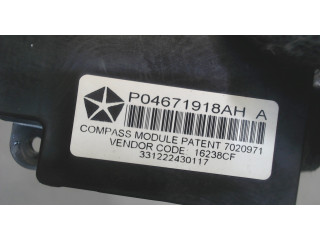 P04671918AH A
COMPASS MODULE PATENT 7020971
VENDOR CODE: 16238CF
331222430117